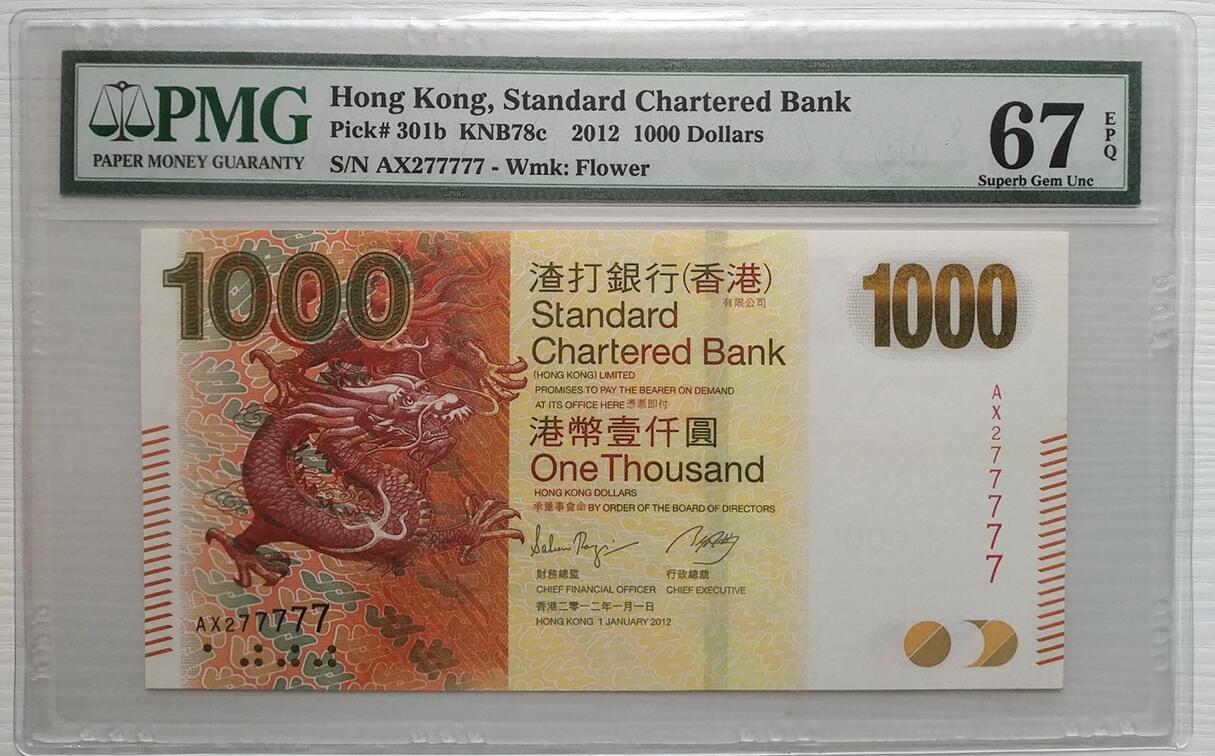 PMG
PAPER MONEY GUARANTY
Hong Kong, Standard Chartered Bank
Pick# 301b KNB78c 2012 1000 Dollars
S/N AX277777 - Wmk: Flower
67
EPQ
Superb Gem Unc
1000
渣打銀行(香港)
有限公司
Standard
Chartered Bank
(HONG KONG) LIMITED
PROMISES TO PAY THE BEARER ON DEMAND
AT ITS OFFICE HERE 憑票即付
港幣壹仟圓
One Thousand
HONG KONG DOLLARS
承董事會命 BY ORDER OF THE BOARD OF DIRECTORS
財務總監 行政總裁
CHIEF FINANCIAL OFFICER CHIEF EXECUTIVE
香港二零一二年一月一日
HONG KONG 1 JANUARY 2012
AX277777
1000
AX277777